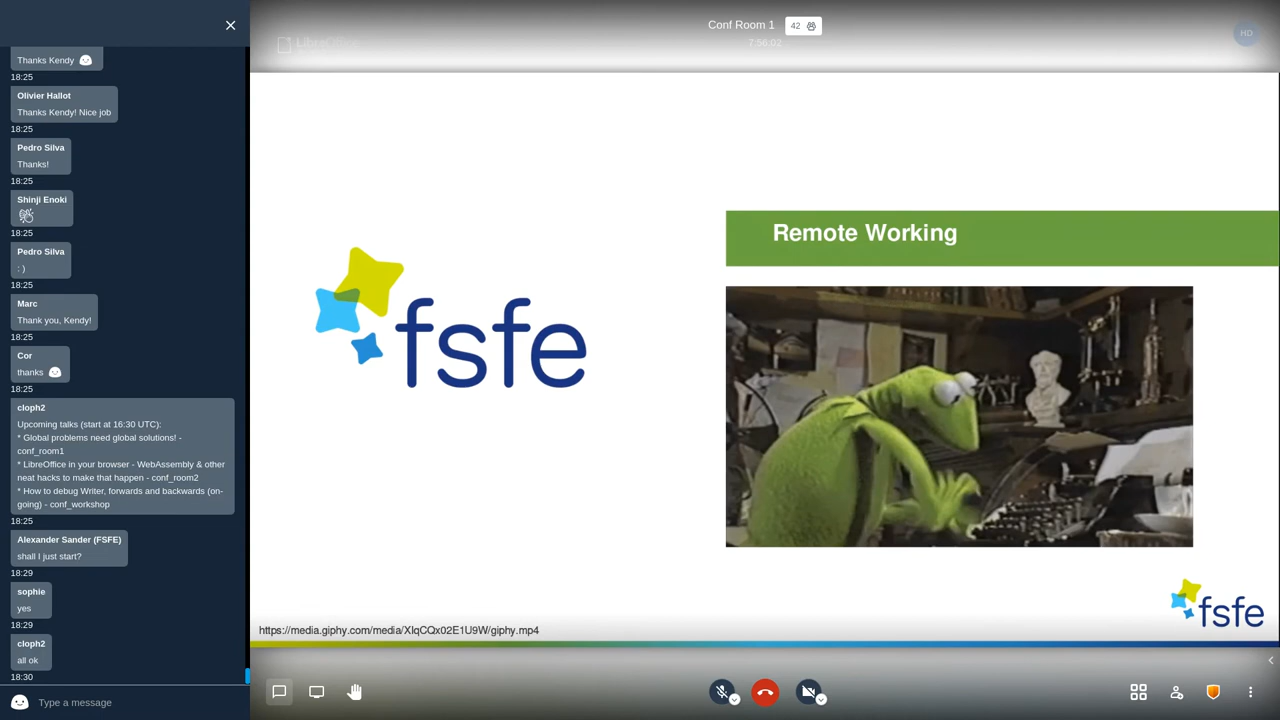 Thanks Kendy
18:25
Olivier Hallot
Thanks Kendy! Nice job
18:25
Pedro Silva
Thanks!
18:25
Shinji Enoki
18:25
Pedro Silva
: )
18:25
Marc
Thank you, Kendy!
18:25
Cor
thanks
18:25
cloph2
Upcoming talks (start at 16:30 UTC):
* Global problems need global solutions! -
conf_room1
* LibreOffice in your browser - WebAssembly & other
neat hacks to make that happen - conf_room2
* How to debug Writer, forwards and backwards (on-
going) - conf_workshop
18:25
Alexander Sander (FSFE)
shall I just start?
18:29
sophie
yes
18:29
cloph2
all ok
18:30
Type a message
Conf Room 1
42
7:56:02
HD
Remote Working
fsfe
fsfe
https://media.giphy.com/media/XIqCQx02E1U9W/giphy.mp4